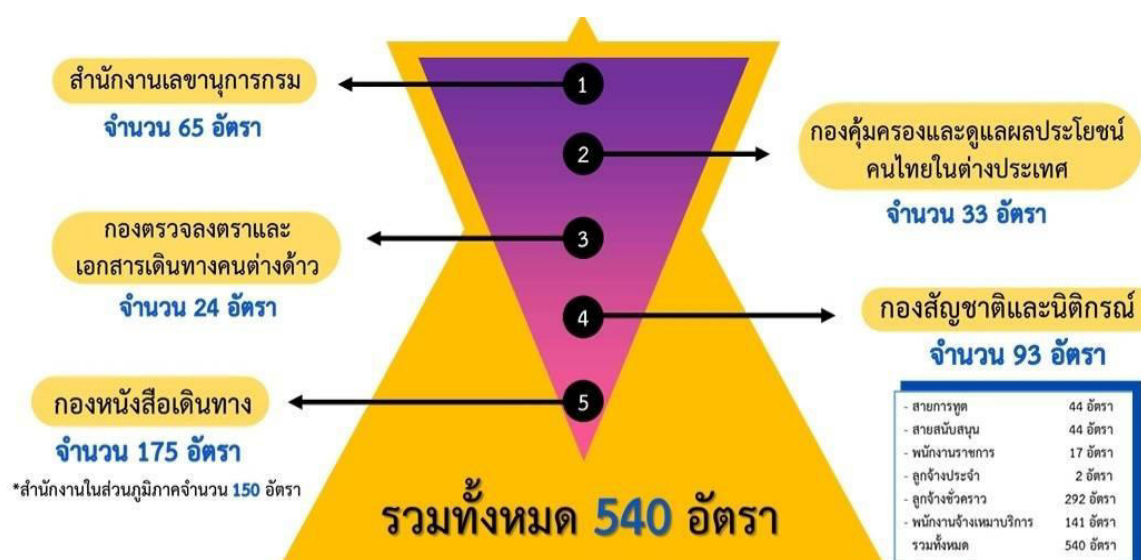 1
สำนักงานเลขานุการกรม
จำนวน 65 อัตรา
2
กองคุ้มครองและดูแลผลประโยชน์
คนไทยในต่างประเทศ
จำนวน 33 อัตรา
3
กองตรวจลงตราและ
เอกสารเดินทางคนต่างด้าว
จำนวน 24 อัตรา
4
กองสัญชาติและนิติกรณ์
จำนวน 93 อัตรา
5
กองหนังสือเดินทาง
จำนวน 175 อัตรา
*สำนักงานในส่วนภูมิภาคจำนวน 150 อัตรา
รวมทั้งหมด 540 อัตรา
- สายการทูต 44 อัตรา
- สายสนับสนุน 44 อัตรา
- พนักงานราชการ 17 อัตรา
- ลูกจ้างประจำ 2 อัตรา
- ลูกจ้างชั่วคราว 292 อัตรา
- พนักงานจ้างเหมาบริการ 141 อัตรา
รวมทั้งหมด 540 อัตรา